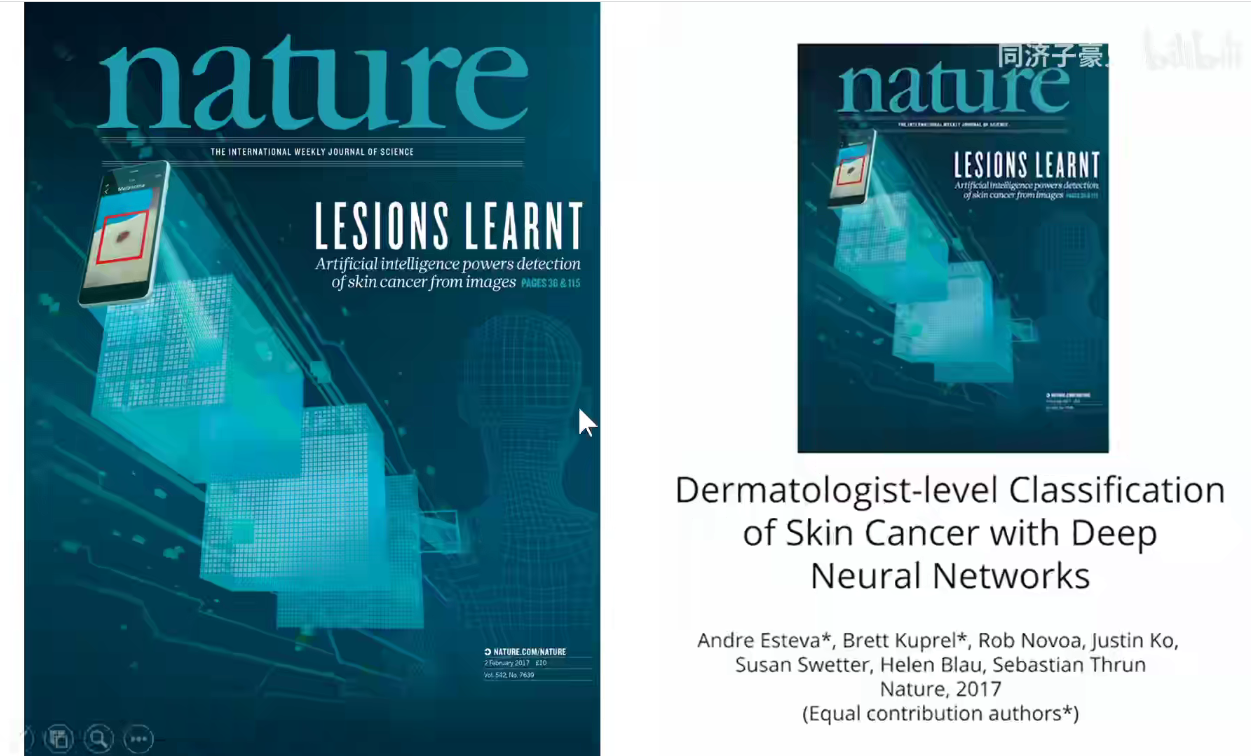 nature
THE INTERNATIONAL WEEKLY JOURNAL OF SCIENCE
Melanoma
LESIONS LEARNT
Artificial intelligence powers detection
of skin cancer from images PAGES 36 & 115
NATURE.COM/NATURE
2 February 2017 £10
Vol. 542, No. 7639
同济子豪
bilibili
nature
THE INTERNATIONAL WEEKLY JOURNAL OF SCIENCE
LESIONS LEARNT
Artificial intelligence powers detection
of skin cancer from images PAGES 36 & 115
NATURE.COM/NATURE
Dermatologist-level Classification
of Skin Cancer with Deep
Neural Networks
Andre Esteva*, Brett Kuprel*, Rob Novoa, Justin Ko,
Susan Swetter, Helen Blau, Sebastian Thrun
Nature, 2017
(Equal contribution authors*)